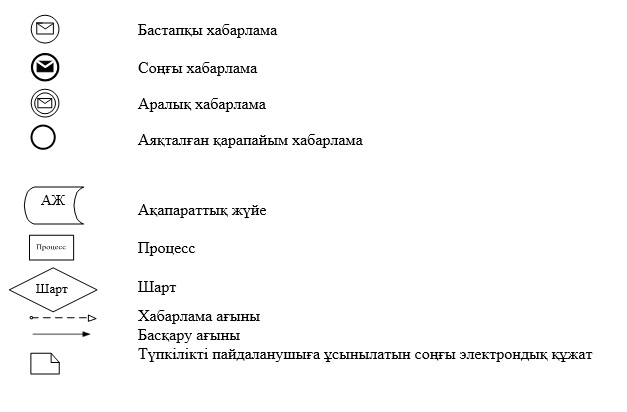 Бастапқы хабарлама
Соңғы хабарлама
Аралық хабарлама
Аяқталған қарапайым хабарлама
АЖ
Ақапараттық жүйе
Процесс
Процесс
Шарт
Шарт
Хабарлама ағыны
Басқару ағыны
Түпкілікті пайдаланушыға ұсынылатын соңғы электрондық құжат